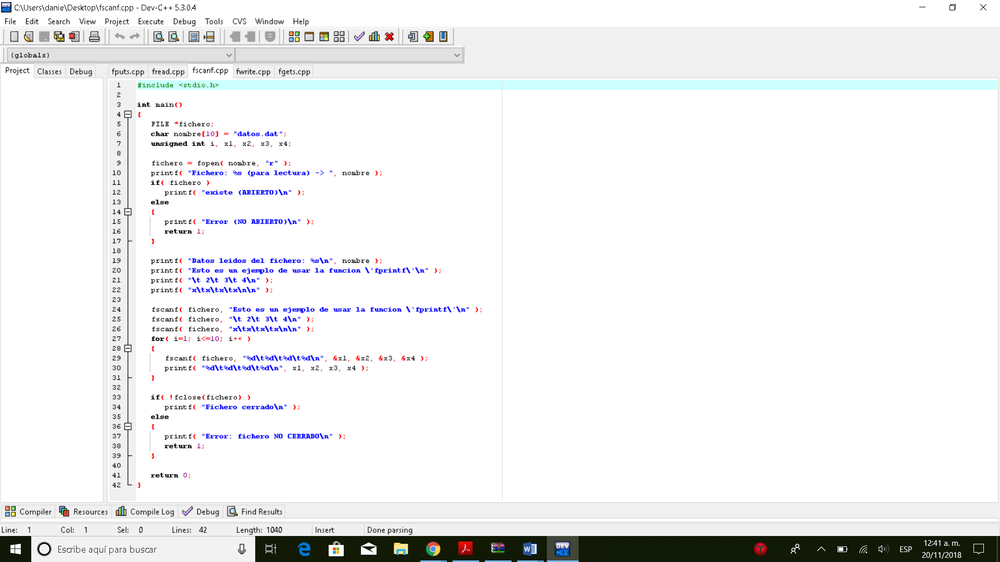 C:\Users\danie\Desktop\fscanf.cpp - Dev-C++ 5.3.0.4
File Edit Search View Project Execute Debug Tools CVS Window Help
(globals)
Project Classes Debug fputs.cpp fread.cpp fscanf.cpp fwrite.cpp fgets.cpp
1 #include <stdio.h>
2
3 int main()
4 {
5 FILE *fichero;
6 char nombre[10] = "datos.dat";
7 unsigned int i, x1, x2, x3, x4;
8
9 fichero = fopen( nombre, "r" );
10 printf( "Fichero: %s (para lectura) -> ", nombre );
11 if( fichero )
12 printf( "existe (ABIERTO)\n" );
13 else
14 {
15 printf( "Error (NO ABIERTO)\n" );
16 return 1;
17 }
18
19 printf( "Datos leidos del fichero: %s\n", nombre );
20 printf( "Esto es un ejemplo de usar la funcion \'fprintf\'\n" );
21 printf( "\t 2\t 3\t 4\n" );
22 printf( "x\tx\tx\tx\n\n" );
23
24 fscanf( fichero, "Esto es un ejemplo de usar la funcion \'fprintf\'\n" );
25 fscanf( fichero, "\t 2\t 3\t 4\n" );
26 fscanf( fichero, "x\tx\tx\tx\n\n" );
27 for( i=1; i<=10; i++ )
28 {
29 fscanf( fichero, "%d\t%d\t%d\t%d\n", &x1, &x2, &x3, &x4 );
30 printf( "%d\t%d\t%d\t%d\n", x1, x2, x3, x4 );
31 }
32
33 if( !fclose(fichero) )
34 printf( "Fichero cerrado\n" );
35 else
36 {
37 printf( "Error: fichero NO CERRADO\n" );
38 return 1;
39 }
40
41 return 0;
42 }
Compiler Resources Compile Log Debug Find Results
Line: 1 Col: 1 Sel: 0 Lines: 42 Length: 1040 Insert Done parsing
Escribe aquí para buscar
DEV C++
ESP
12:41 a. m.
20/11/2018